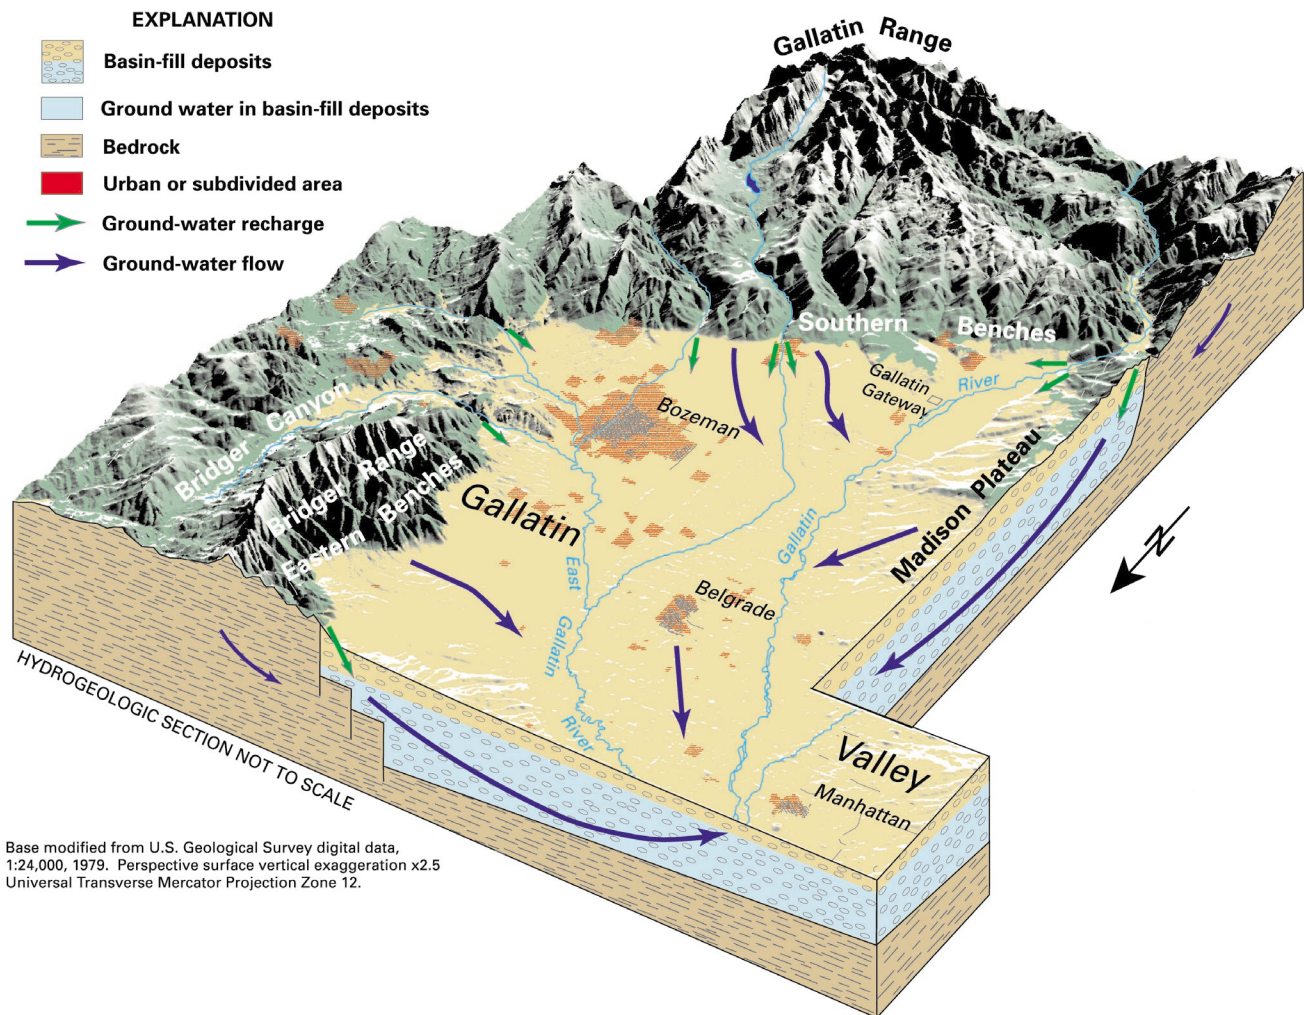 EXPLANATION
Basin-fill deposits
Ground water in basin-fill deposits
Bedrock
Urban or subdivided area
Ground-water recharge
Ground-water flow
Gallatin Range
Southern Benches
Gallatin
Gateway
River
Bozeman
Bridger Canyon
Bridger Range
Eastern Benches
Gallatin
Madison Plateau
Gallatin
East
Gallatin
River
Belgrade
Valley
Manhattan
N
HYDROGEOLOGIC SECTION NOT TO SCALE
Base modified from U.S. Geological Survey digital data,
1:24,000, 1979. Perspective surface vertical exaggeration x2.5
Universal Transverse Mercator Projection Zone 12.